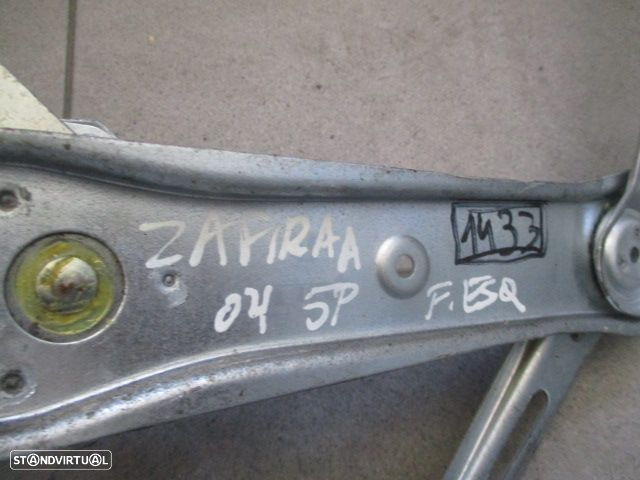 ZAFIRA A
1433
04 5P F.ESQ
STANDVIRTUAL